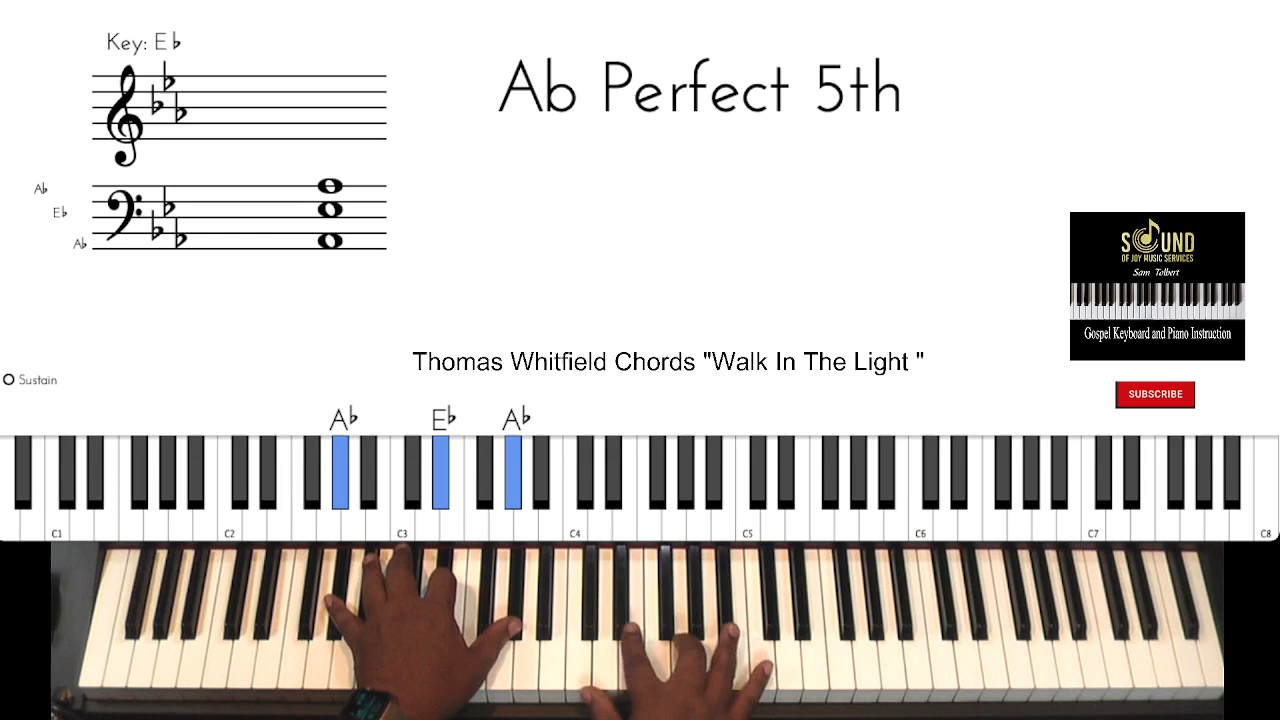 Key: E♭
Ab Perfect 5th
A♭
E♭
A♭
SOUND
OF JOY MUSIC SERVICES
Sam Tolbert
Gospel Keyboard and Piano Instruction
Thomas Whitfield Chords "Walk In The Light "
Sustain
SUBSCRIBE
A♭ E♭ A♭
C1 C2 C3 C4 C5 C6 C7 C8